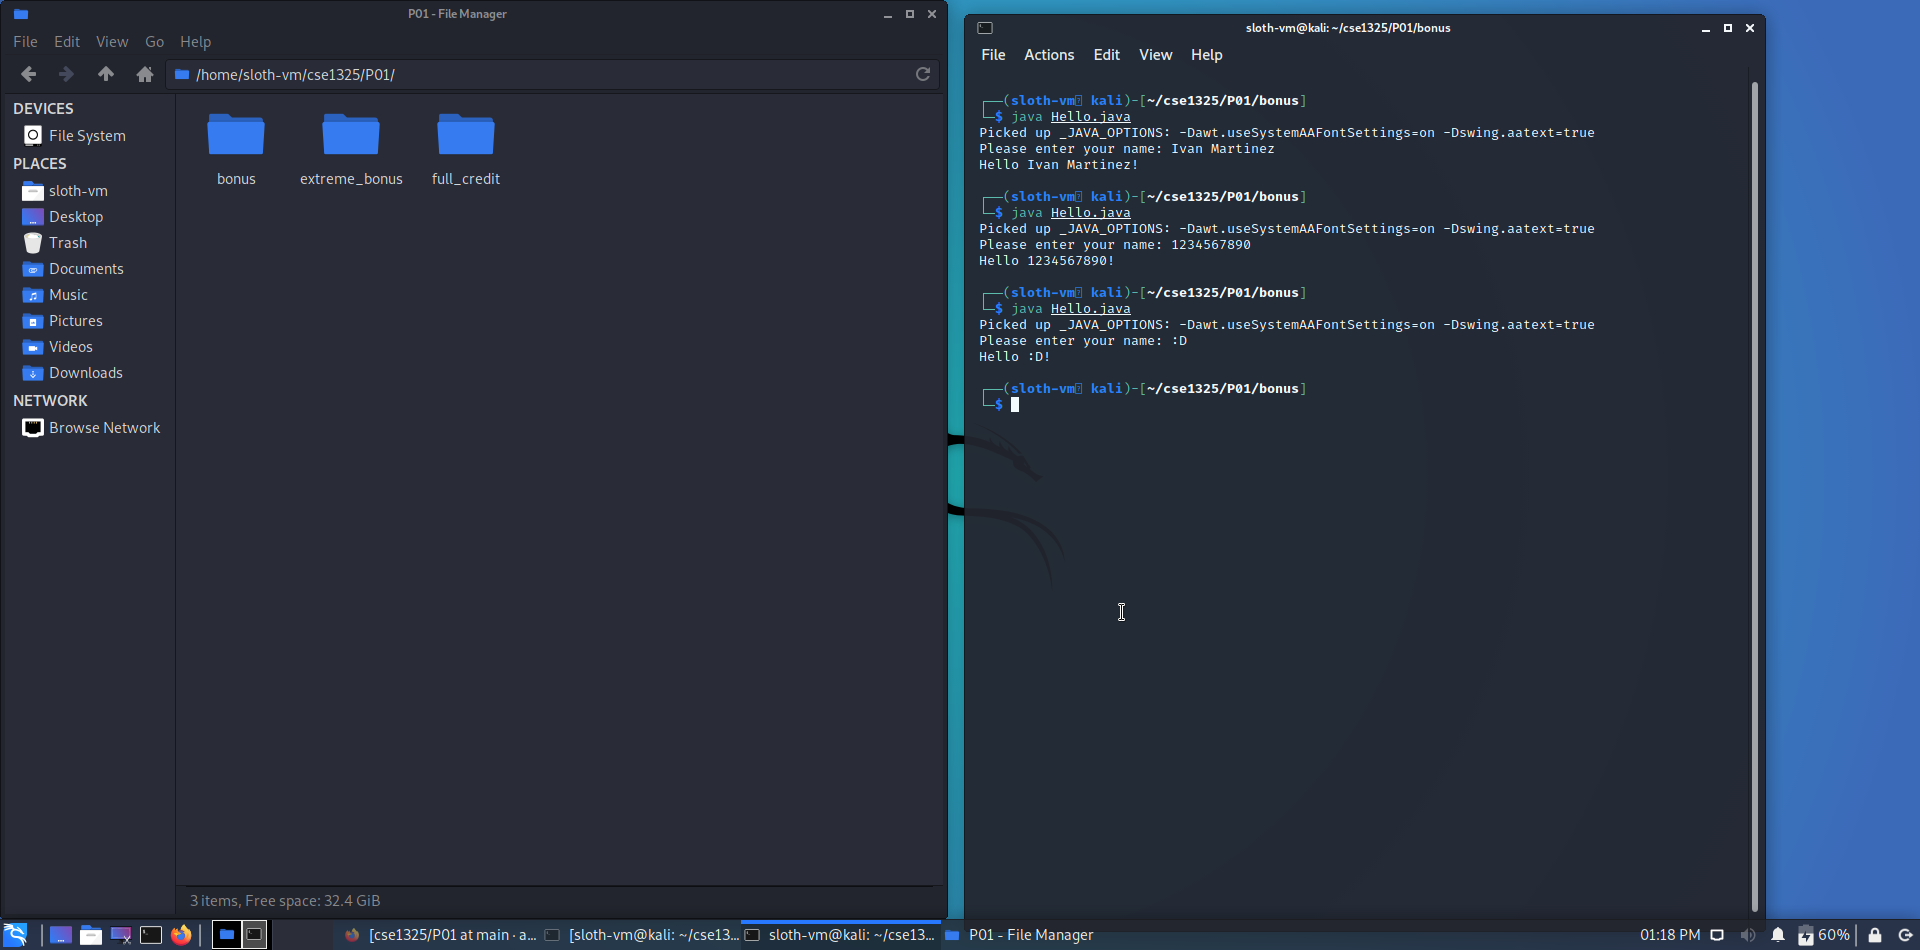 P01 - File Manager
File Edit View Go Help
/home/sloth-vm/cse1325/P01/
DEVICES
File System
PLACES
sloth-vm
Desktop
Trash
Documents
Music
Pictures
Videos
Downloads
NETWORK
Browse Network
bonus extreme_bonus full_credit
3 items, Free space: 32.4 GiB
sloth-vm@kali: ~/cse1325/P01/bonus
File Actions Edit View Help
┌──(sloth-vm kali)-[~/cse1325/P01/bonus]
└─$ java Hello.java
Picked up _JAVA_OPTIONS: -Dawt.useSystemAAFontSettings=on -Dswing.aatext=true
Please enter your name: Ivan Martinez
Hello Ivan Martinez!
┌──(sloth-vm kali)-[~/cse1325/P01/bonus]
└─$ java Hello.java
Picked up _JAVA_OPTIONS: -Dawt.useSystemAAFontSettings=on -Dswing.aatext=true
Please enter your name: 1234567890
Hello 1234567890!
┌──(sloth-vm kali)-[~/cse1325/P01/bonus]
└─$ java Hello.java
Picked up _JAVA_OPTIONS: -Dawt.useSystemAAFontSettings=on -Dswing.aatext=true
Please enter your name: :D
Hello :D!
┌──(sloth-vm kali)-[~/cse1325/P01/bonus]
└─$
[cse1325/P01 at main · a... [sloth-vm@kali: ~/cse13... sloth-vm@kali: ~/cse13... P01 - File Manager 01:18 PM 60%